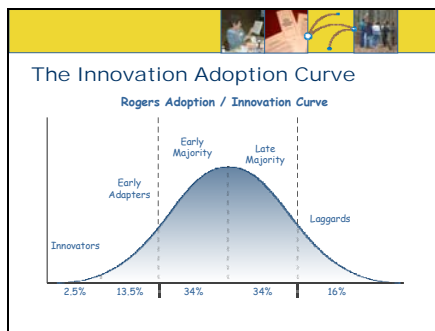 The Innovation Adoption Curve
Rogers Adoption / Innovation Curve
Early
Majority
Late
Majority
Early
Adapters
Laggards
Innovators
2.5% 13.5% 34% 34% 16%